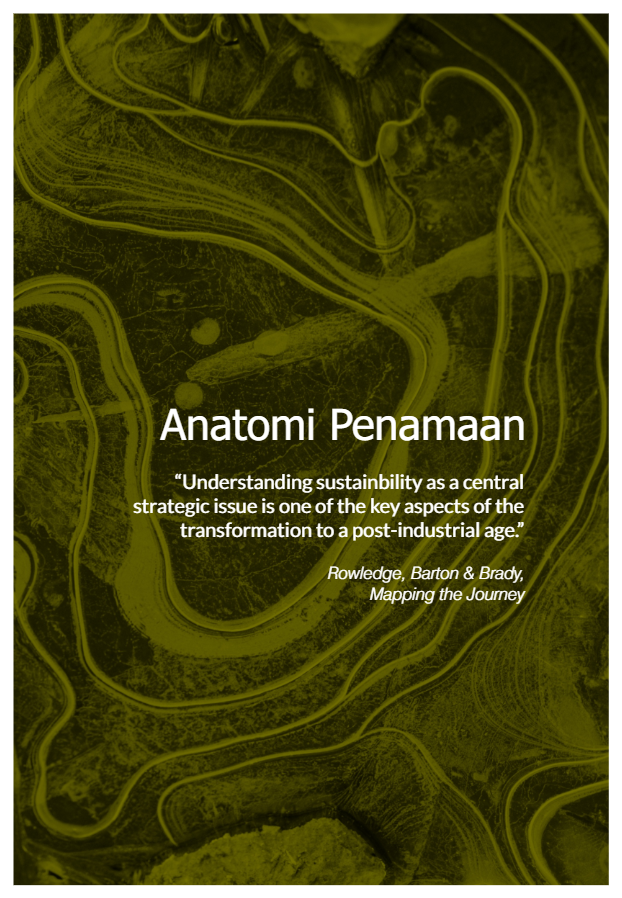 Anatomi Penamaan
“Understanding sustainbility as a central
strategic issue is one of the key aspects of the
transformation to a post-industrial age.”
Rowledge, Barton & Brady,
Mapping the Journey